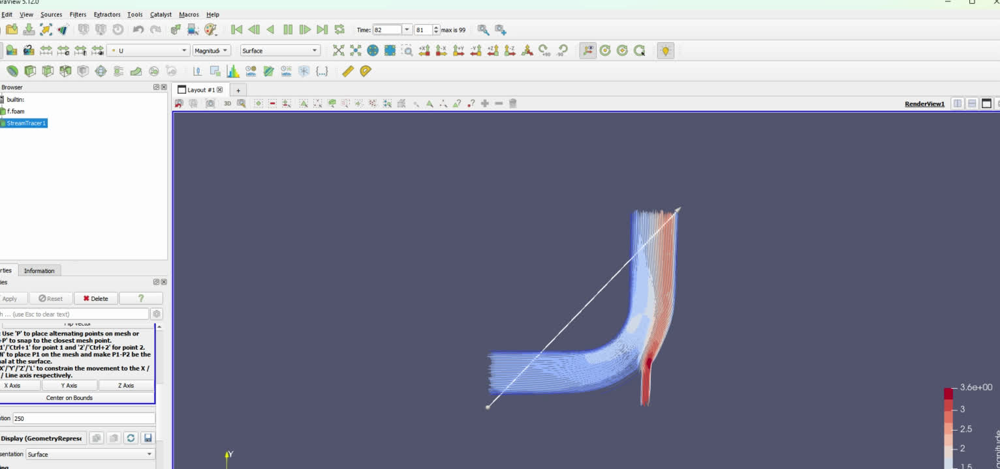 araView 5.12.0
Edit View Sources Filters Extractors Tools Catalyst Macros Help
Time: 82 81 max is 99
U Magnitud Surface
+X -X +Y -Y +Z -Z +90 -90
Browser Layout #1 +
builtin: 3D RenderView1
f.foam
StreamTracer1
rties Information
ies
Apply Reset Delete ?
h ... (use Esc to clear text)
Flip Vector
: Use 'P' to place alternating points on mesh or
+P' to snap to the closest mesh point.
1'/'Ctrl+1' for point 1 and '2'/'Ctrl+2' for point 2.
N' to place P1 on the mesh and make P1-P2 be the
al at the surface.
X'/'Y'/'Z'/'L' to constrain the movement to the X /
/ Line axis respectively.
X Axis Y Axis Z Axis
Center on Bounds
ution 250
Display (GeometryReprese
sentation Surface
Y
3.6e+00
3
2.5
2
1.5
agnitude